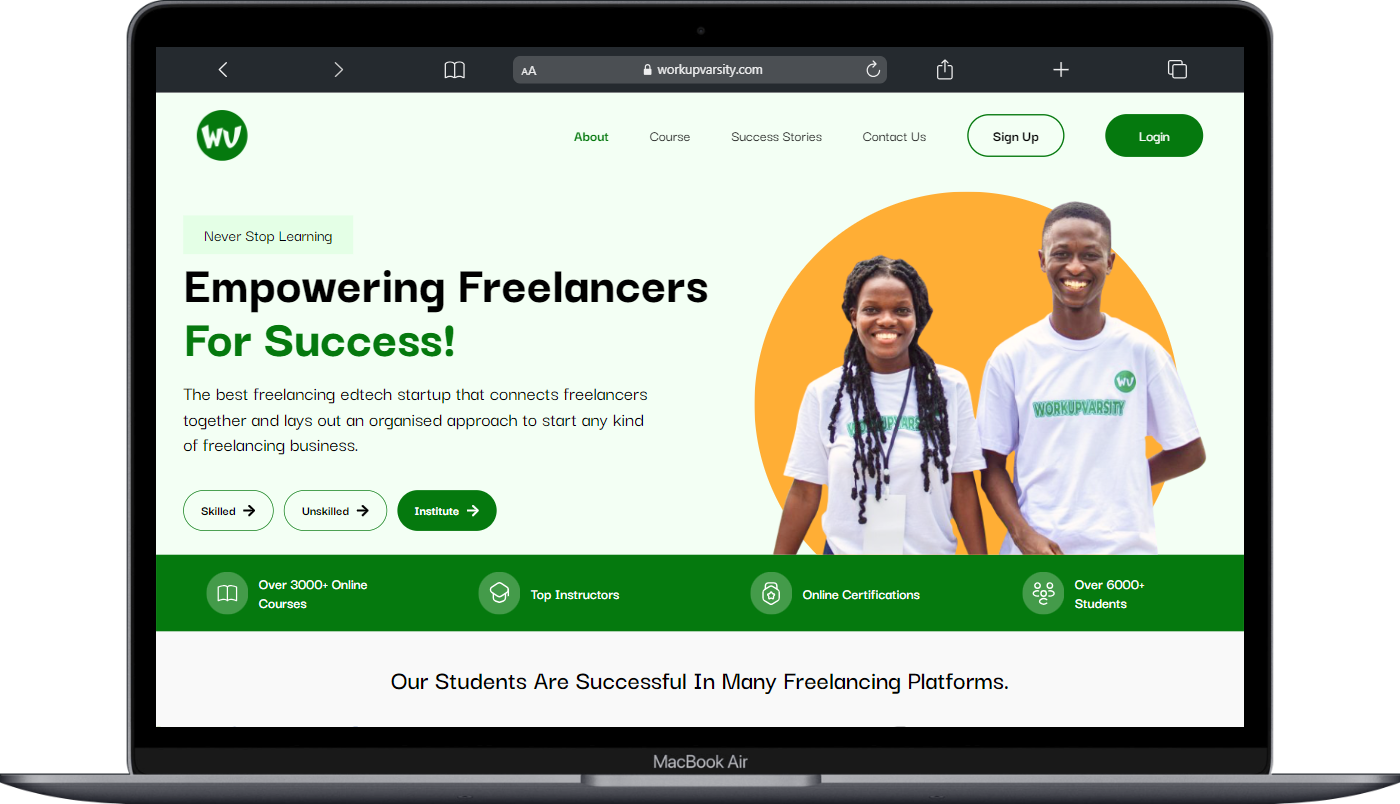 AA
workupvarsity.com
WU
About
Course
Success Stories
Contact Us
Sign Up
Login
Never Stop Learning
Empowering Freelancers
For Success!
The best freelancing edtech startup that connects freelancers
together and lays out an organised approach to start any kind
of freelancing business.
Skilled
Unskilled
Institute
WU
WORKUPVARSITY
Over 3000+ Online
Courses
Top Instructors
Online Certifications
Over 6000+
Students
Our Students Are Successful In Many Freelancing Platforms.
MacBook Air